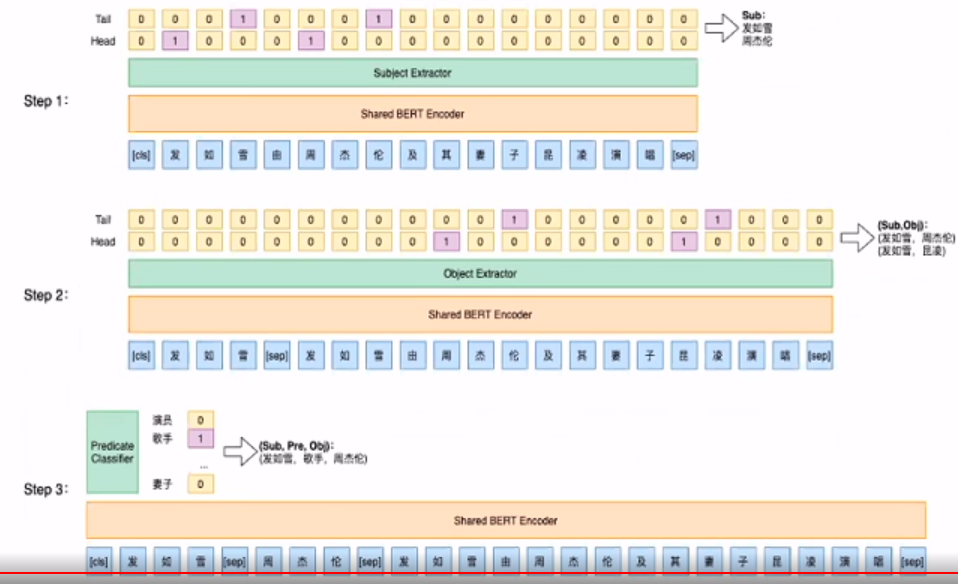 Tail 0 0 0 1 0 0 0 1 0 0 0 0 0 0 0 0 0
Head 0 1 0 0 0 1 0 0 0 0 0 0 0 0 0 0 0
Sub:
发如雪
周杰伦
Subject Extractor
Step 1:
Shared BERT Encoder
[cls] 发 如 雪 由 周 杰 伦 及 其 妻 子 昆 凌 演 唱 [sep]
Tail 0 0 0 0 0 0 0 0 0 0 0 1 0 0 0 0 0 1 0 0 0
Head 0 0 0 0 0 0 0 0 0 1 0 0 0 0 0 0 1 0 0 0 0
(Sub,Obj):
(发如雪，周杰伦)
(发如雪，昆凌)
Object Extractor
Step 2:
Shared BERT Encoder
[cls] 发 如 雪 [sep] 发 如 雪 由 周 杰 伦 及 其 妻 子 昆 凌 演 唱 [sep]
Predicate
Classifier
演员 0
歌手 1
...
妻子 0
(Sub, Pre, Obj):
(发如雪，歌手，周杰伦)
Step 3:
Shared BERT Encoder
[cls] 发 如 雪 [sep] 周 杰 伦 [sep] 发 如 雪 由 周 杰 伦 及 其 妻 子 昆 凌 演 唱 [sep]